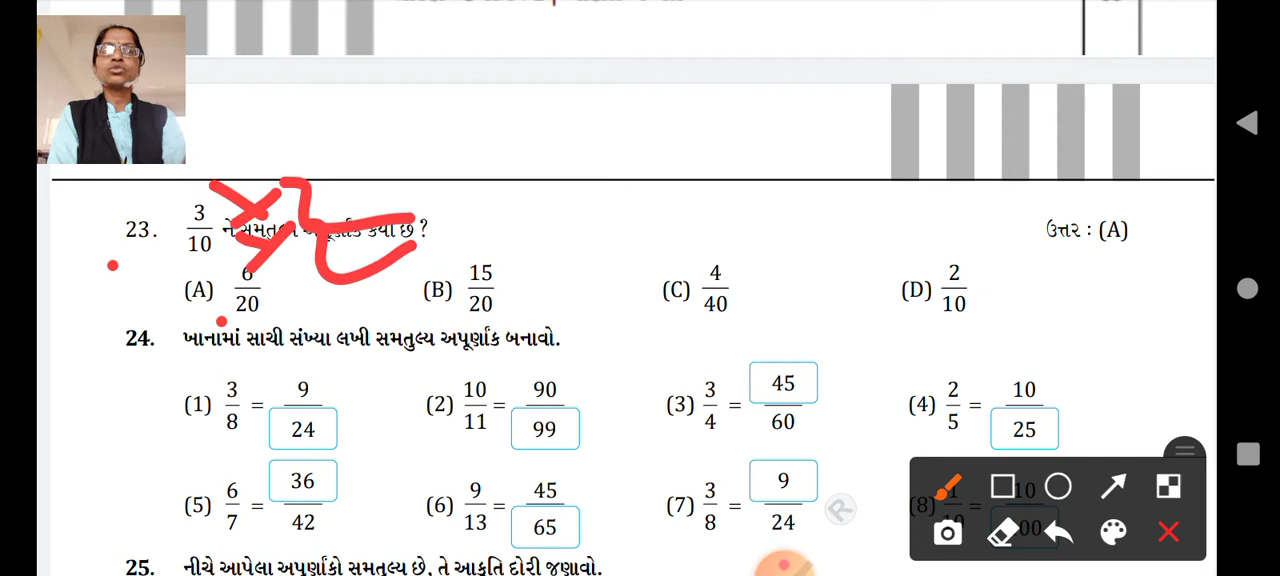 23. 3/10 ને સમતુલ્ય અપૂર્ણાંક કયો છે? ઉત્તર : (A)
(A) 6/20 (B) 15/20 (C) 4/40 (D) 2/10
24. ખાનામાં સાચી સંખ્યા લખી સમતુલ્ય અપૂર્ણાંક બનાવો.
(1) 3/8 = 9/24 (2) 10/11 = 90/99 (3) 3/4 = 45/60 (4) 2/5 = 10/25
(5) 6/7 = 36/42 (6) 9/13 = 45/65 (7) 3/8 = 9/24 (8)
25. નીચે આપેલા અપૂર્ણાંકો સમતુલ્ય છે, તે આકૃતિ દોરી જણાવો.